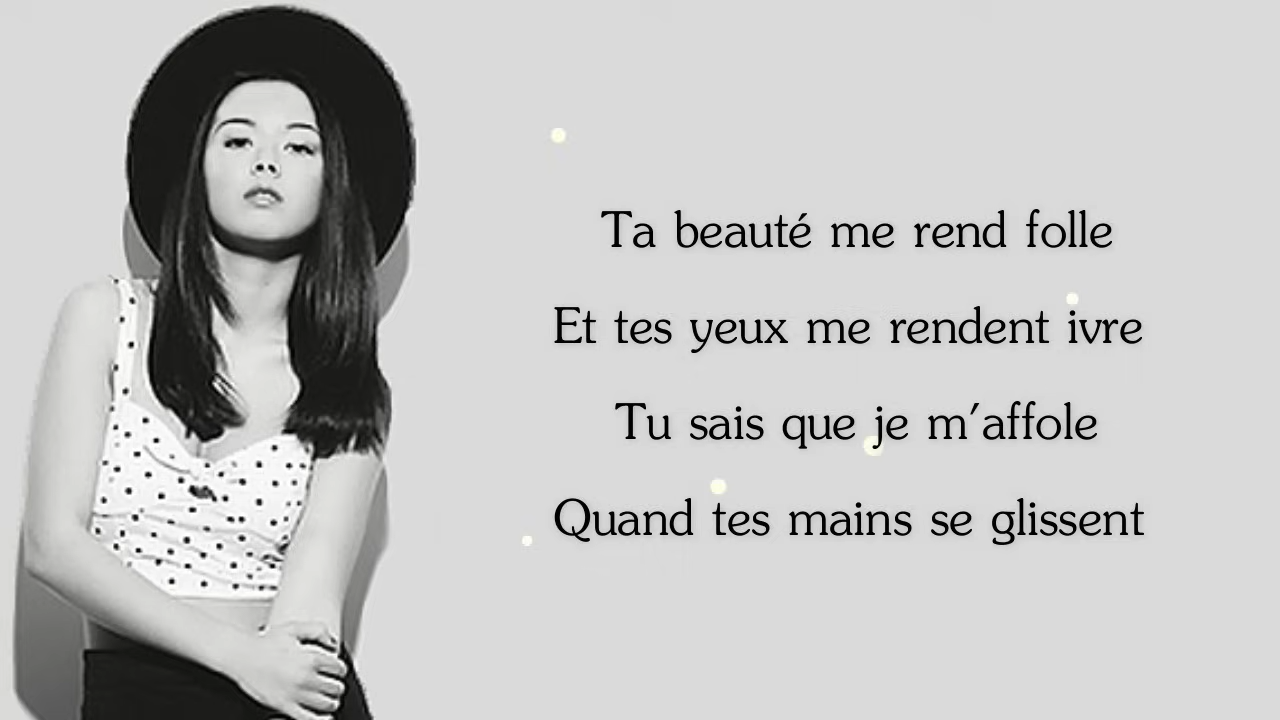 Ta beauté me rend folle
Et tes yeux me rendent ivre
Tu sais que je m’affole
Quand tes mains se glissent